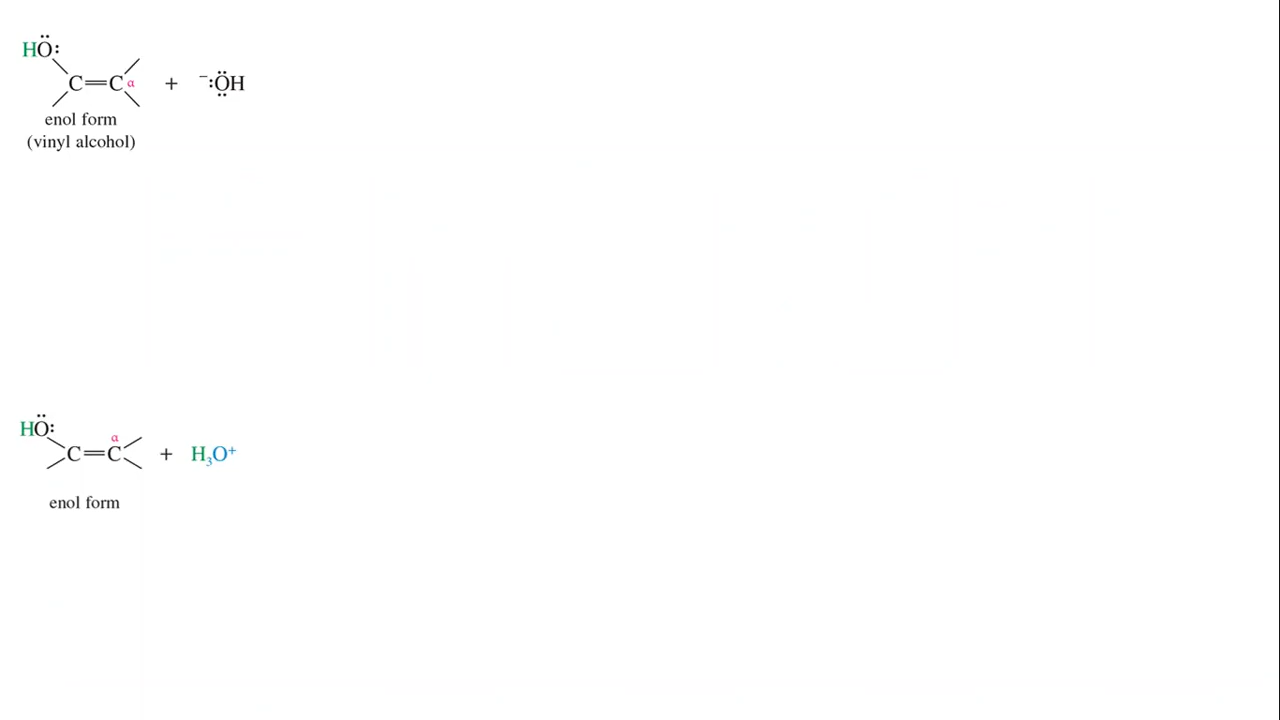 HÖ:
C=C α + ⁻:ÖH
enol form
(vinyl alcohol)
HÖ:
α
C=C + H₃O⁺
enol form